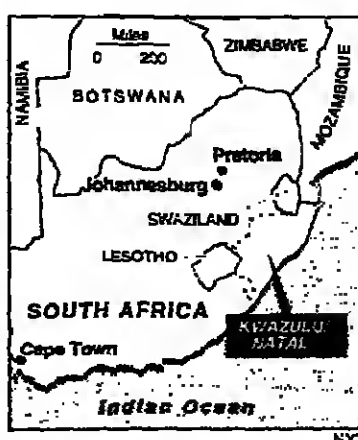 Miles
0 200
ZIMBABWE
NAMIBIA
BOTSWANA
MOZAMBIQUE
Pretoria
Johannesburg
SWAZILAND
LESOTHO
SOUTH AFRICA
KWAZULU
NATAL
Cape Town
Indian Ocean